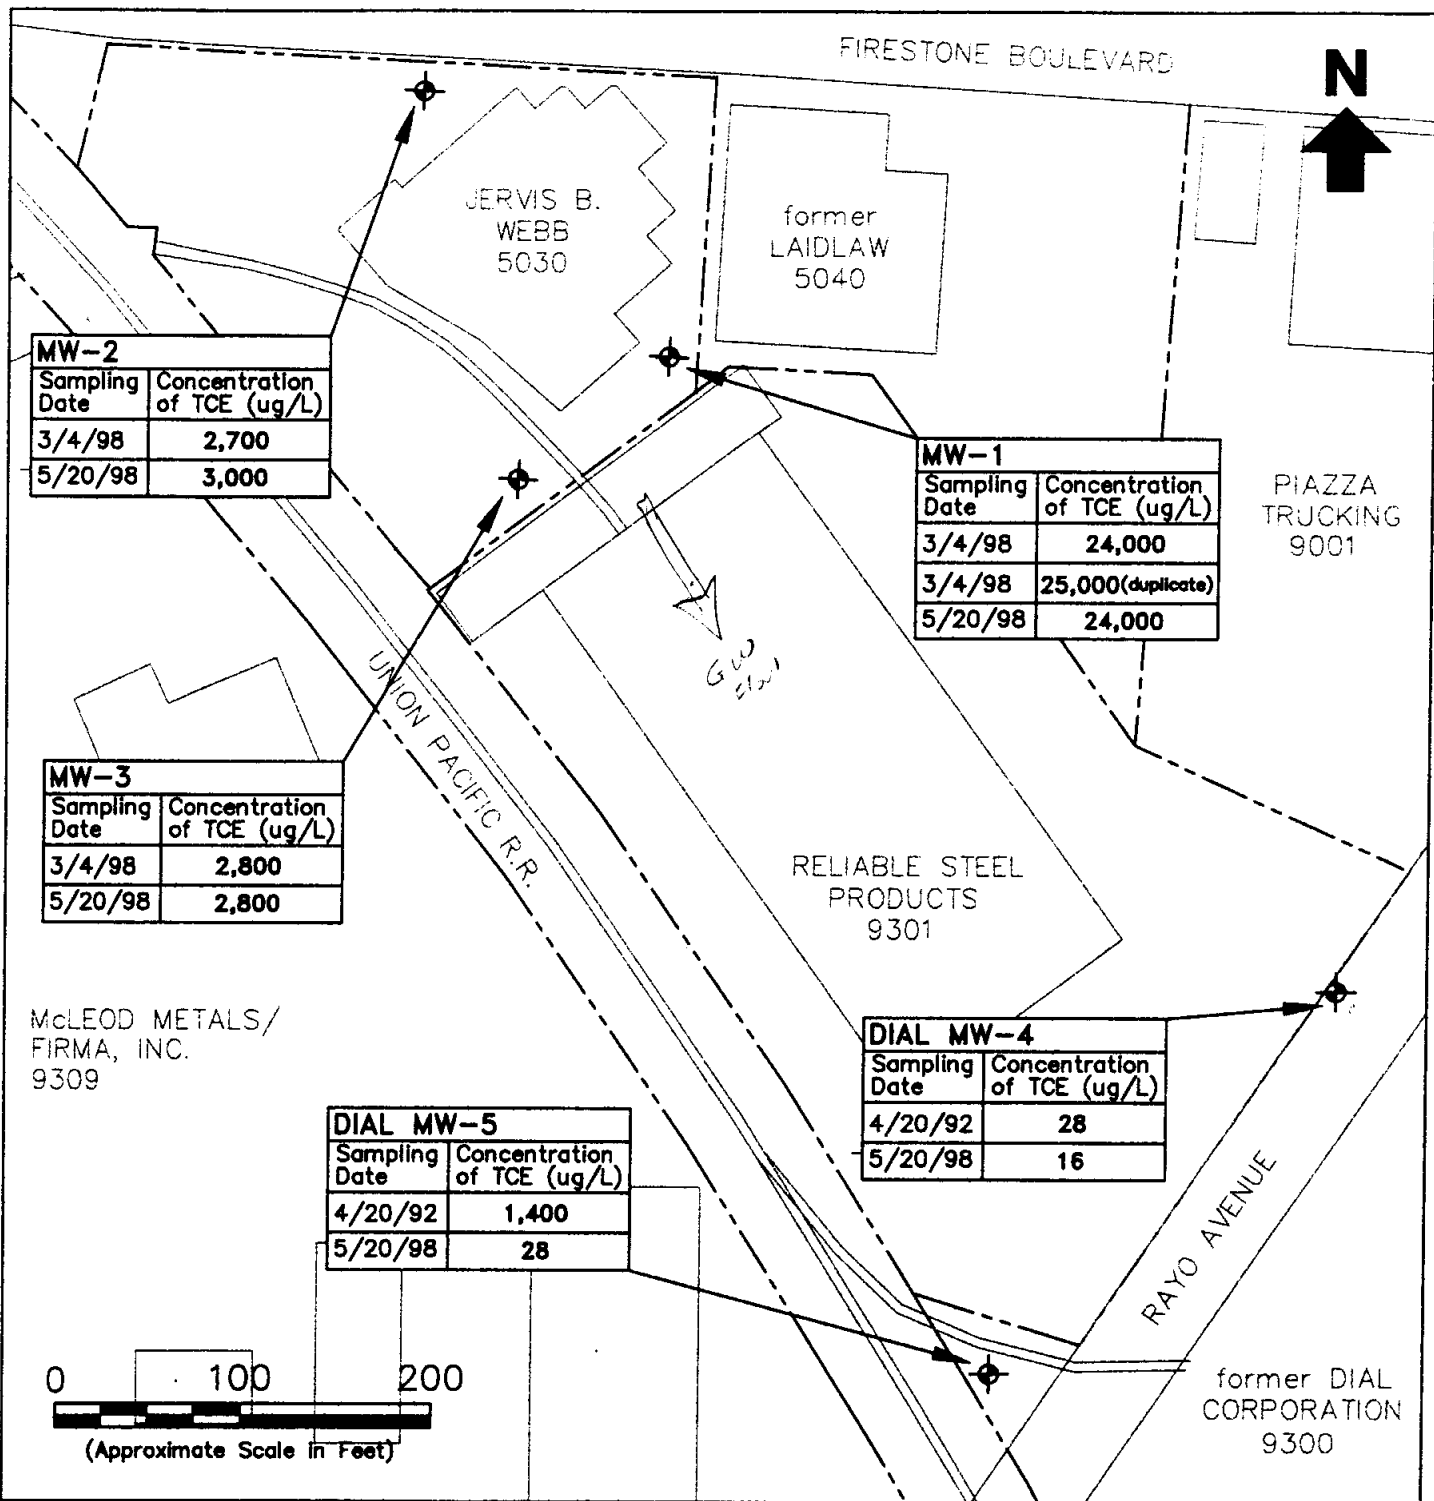 FIRESTONE BOULEVARD
N
JERVIS B.
WEBB
5030
former
LAIDLAW
5040
MW-2
Sampling Date | Concentration of TCE (ug/L)
3/4/98 | 2,700
5/20/98 | 3,000
MW-1
Sampling Date | Concentration of TCE (ug/L)
3/4/98 | 24,000
3/4/98 | 25,000(duplicate)
5/20/98 | 24,000
PIAZZA
TRUCKING
9001
GW
Flow
UNION PACIFIC R.R.
MW-3
Sampling Date | Concentration of TCE (ug/L)
3/4/98 | 2,800
5/20/98 | 2,800
RELIABLE STEEL
PRODUCTS
9301
McLEOD METALS/
FIRMA, INC.
9309
DIAL MW-4
Sampling Date | Concentration of TCE (ug/L)
4/20/92 | 28
5/20/98 | 16
DIAL MW-5
Sampling Date | Concentration of TCE (ug/L)
4/20/92 | 1,400
5/20/98 | 28
RAYO AVENUE
0 100 200
(Approximate Scale in Feet)
former DIAL
CORPORATION
9300